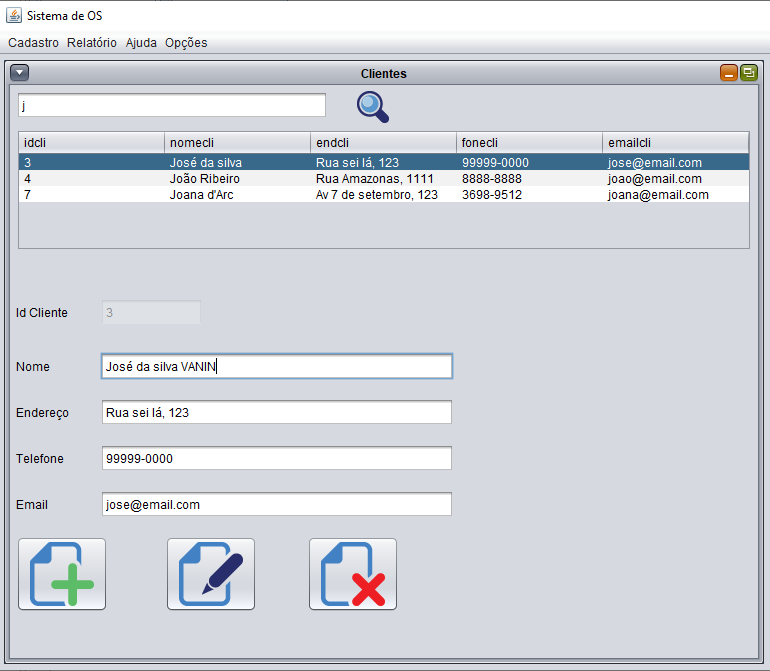 Sistema de OS
Cadastro Relatório Ajuda Opções
Clientes
j
idcli nomecli endcli fonecli emailcli
3 José da silva Rua sei lá, 123 99999-0000 jose@email.com
4 João Ribeiro Rua Amazonas, 1111 8888-8888 joao@email.com
7 Joana d'Arc Av 7 de setembro, 123 3698-9512 joana@email.com
Id Cliente 3
Nome José da silva VANIN
Endereço Rua sei lá, 123
Telefone 99999-0000
Email jose@email.com